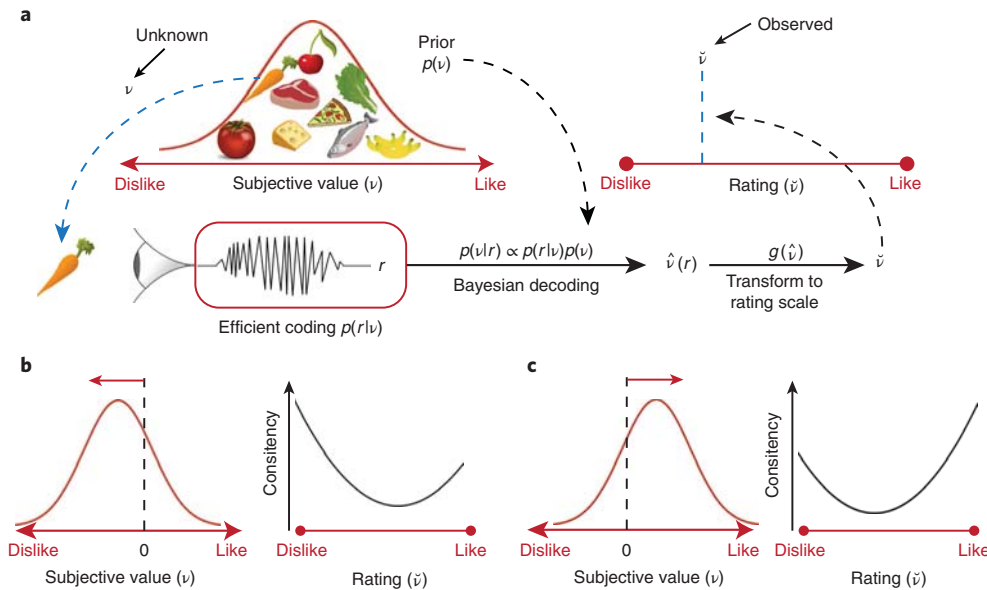 a
Unknown
ν
Prior
p(ν)
Observed
ν̆
Dislike
Subjective value (ν)
Like
Dislike
Rating (ν̆)
Like
r
Efficient coding p(r|ν)
p(ν|r) ∝ p(r|ν)p(ν)
Bayesian decoding
ν̂(r)
g(ν̂)
Transform to
rating scale
ν̆
b
Dislike
0
Like
Subjective value (ν)
Consitency
Dislike
Like
Rating (ν̆)
c
Dislike
0
Like
Subjective value (ν)
Consitency
Dislike
Like
Rating (ν̆)